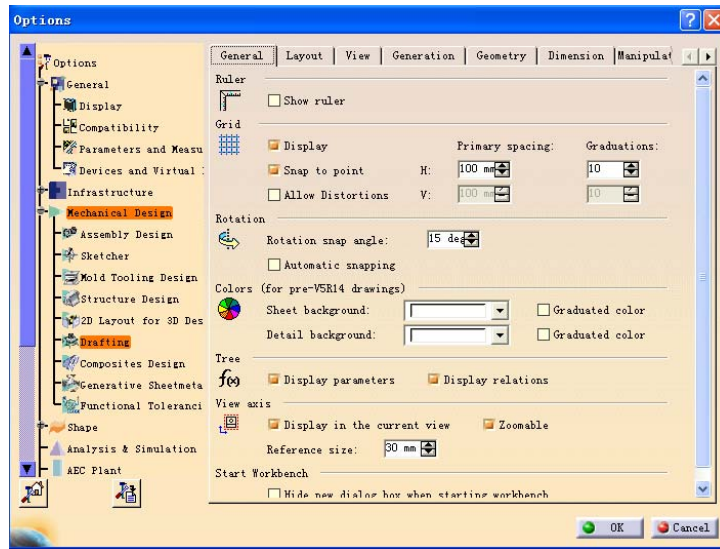 Options
General Layout View Generation Geometry Dimension Manipulat
Options
General
Display
Compatibility
Parameters and Measu
Devices and Virtual
Infrastructure
Mechanical Design
Assembly Design
Sketcher
Mold Tooling Design
Structure Design
2D Layout for 3D Des
Drafting
Composites Design
Generative Sheetmeta
Functional Toleranci
Shape
Analysis & Simulation
AEC Plant
Ruler
Show ruler
Grid
Display Primary spacing: Graduations:
Snap to point H: 100 mm 10
Allow Distortions V: 100 mm 10
Rotation
Rotation snap angle: 15 deg
Automatic snapping
Colors (for pre-V5R14 drawings)
Sheet background: Graduated color
Detail background: Graduated color
Tree
f(x) Display parameters Display relations
View axis
Display in the current view Zoomable
Reference size: 30 mm
Start Workbench
Hide new dialog box when starting workbench
OK Cancel